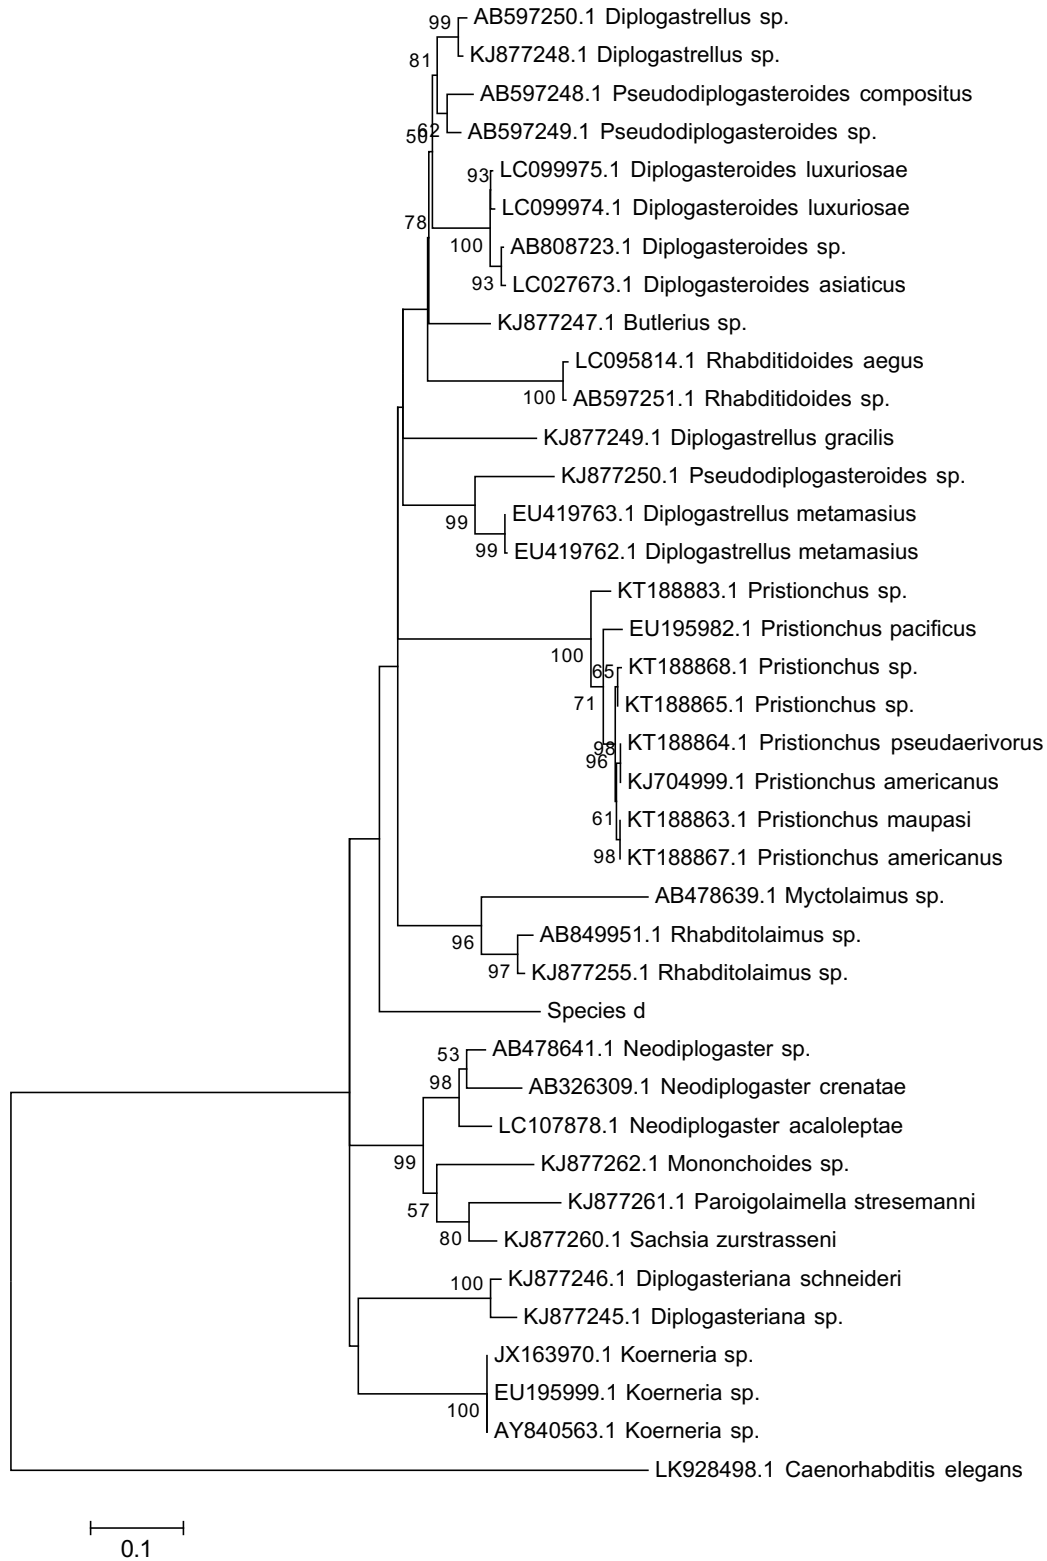 99 AB597250.1 Diplogastrellus sp.
KJ877248.1 Diplogastrellus sp.
81
AB597248.1 Pseudodiplogasteroides compositus
62 AB597249.1 Pseudodiplogasteroides sp.
50
93 LC099975.1 Diplogasteroides luxuriosae
LC099974.1 Diplogasteroides luxuriosae
78
100 AB808723.1 Diplogasteroides sp.
93 LC027673.1 Diplogasteroides asiaticus
KJ877247.1 Butlerius sp.
LC095814.1 Rhabditidoides aegus
100 AB597251.1 Rhabditidoides sp.
KJ877249.1 Diplogastrellus gracilis
KJ877250.1 Pseudodiplogasteroides sp.
99 EU419763.1 Diplogastrellus metamasius
99 EU419762.1 Diplogastrellus metamasius
KT188883.1 Pristionchus sp.
EU195982.1 Pristionchus pacificus
100
65 KT188868.1 Pristionchus sp.
71 KT188865.1 Pristionchus sp.
98 KT188864.1 Pristionchus pseudaerivorus
96
KJ704999.1 Pristionchus americanus
61 KT188863.1 Pristionchus maupasi
98 KT188867.1 Pristionchus americanus
AB478639.1 Myctolaimus sp.
96 AB849951.1 Rhabditolaimus sp.
97 KJ877255.1 Rhabditolaimus sp.
Species d
53 AB478641.1 Neodiplogaster sp.
98 AB326309.1 Neodiplogaster crenatae
LC107878.1 Neodiplogaster acaloleptae
99 KJ877262.1 Mononchoides sp.
KJ877261.1 Paroigolaimella stresemanni
57
80 KJ877260.1 Sachsia zurstrasseni
100 KJ877246.1 Diplogasteriana schneideri
KJ877245.1 Diplogasteriana sp.
JX163970.1 Koerneria sp.
EU195999.1 Koerneria sp.
100
AY840563.1 Koerneria sp.
LK928498.1 Caenorhabditis elegans
0.1